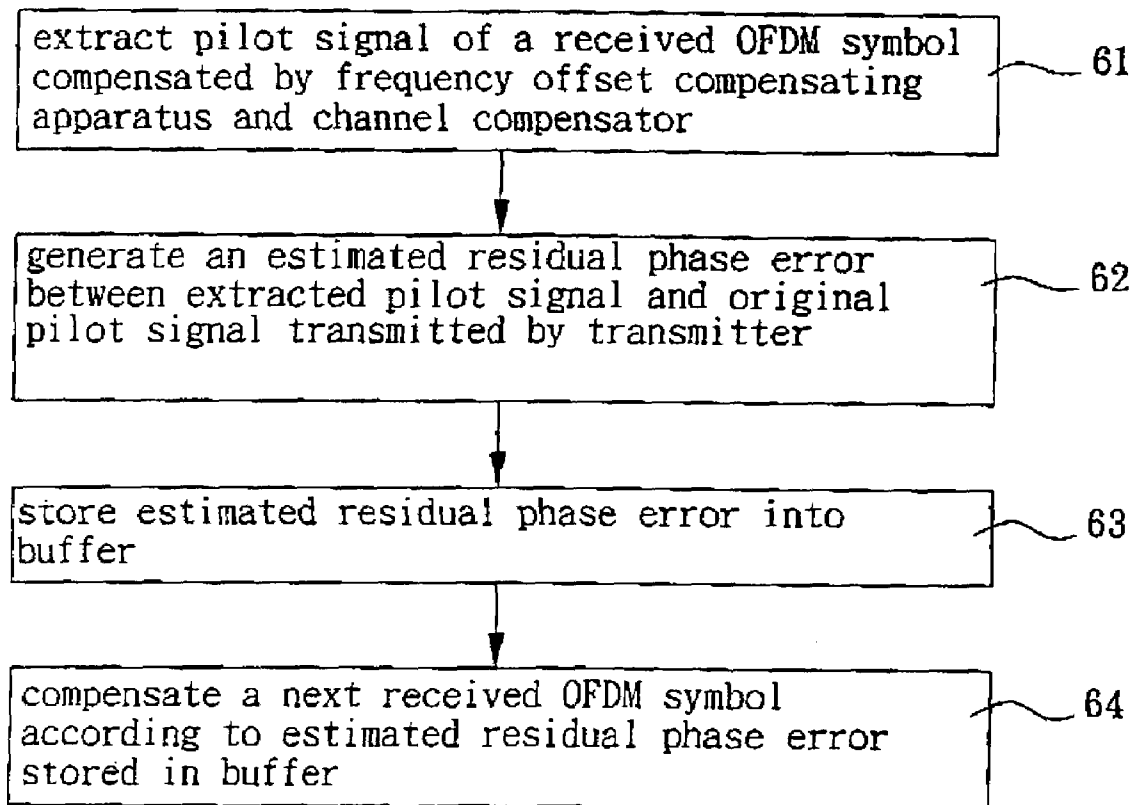 extract pilot signal of a received OFDM symbol
compensated by frequency offset compensating
apparatus and channel compensator
61
generate an estimated residual phase error
between extracted pilot signal and original
pilot signal transmitted by transmitter
62
store estimated residual phase error into
buffer
63
compensate a next received OFDM symbol
according to estimated residual phase error
stored in buffer
64